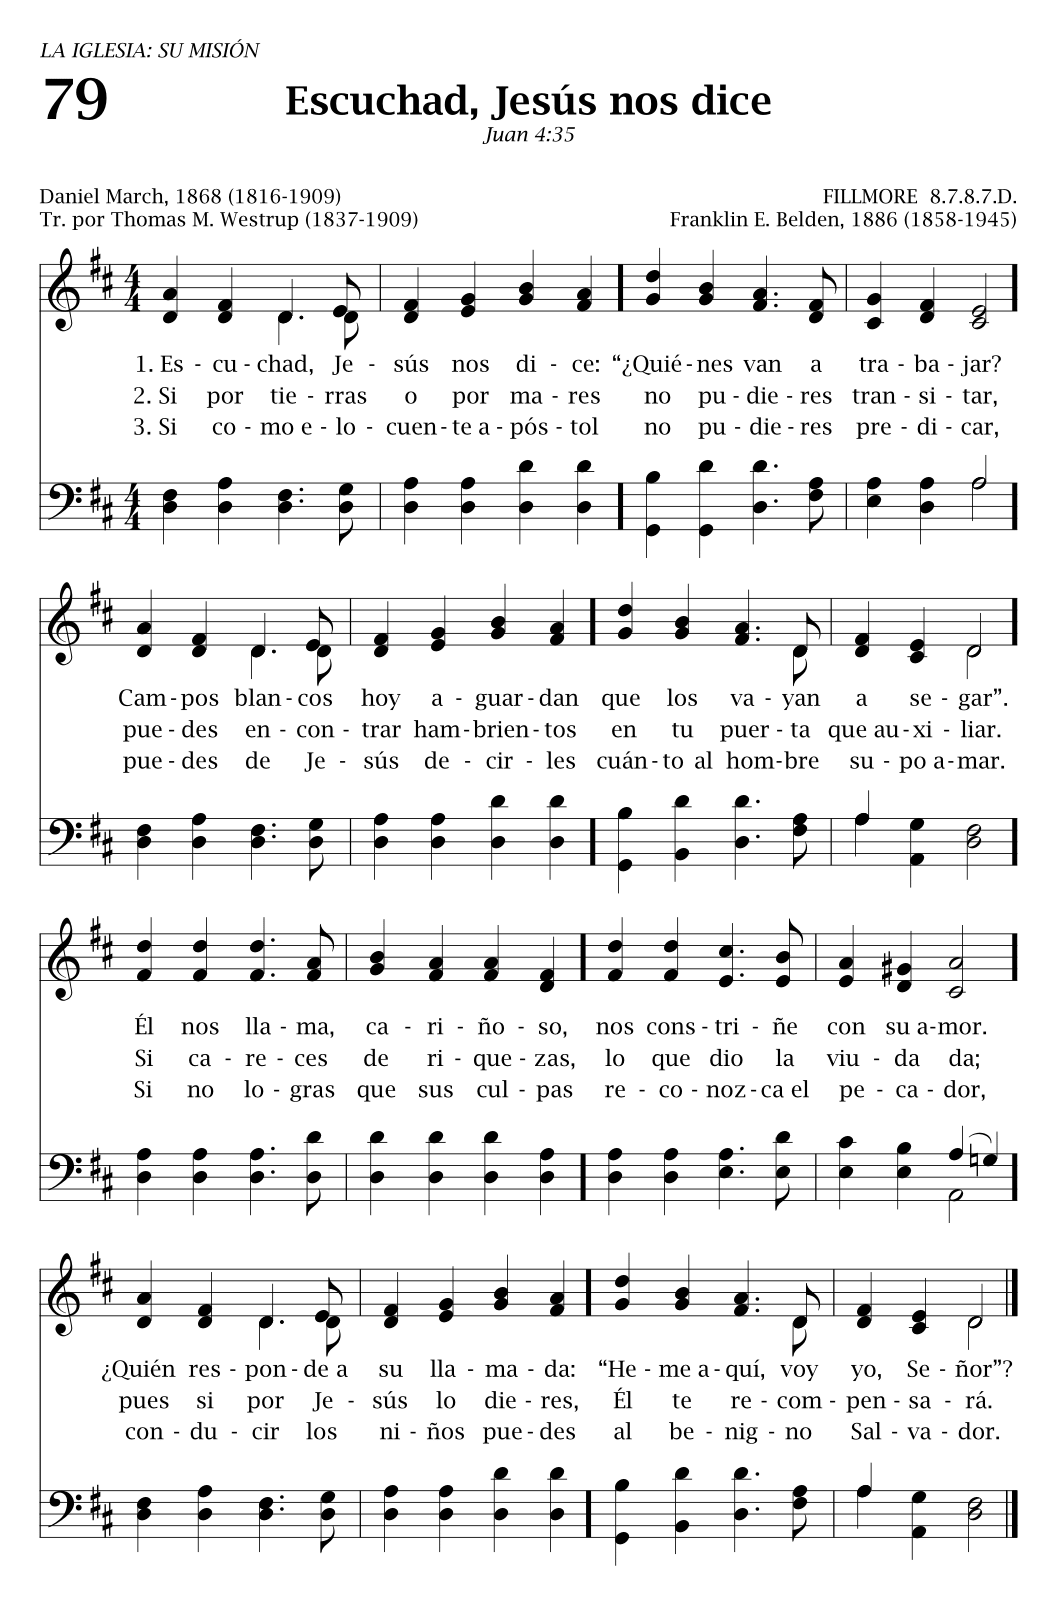 LA IGLESIA: SU MISIÓN
79
Escuchad, Jesús nos dice
Juan 4:35
Daniel March, 1868 (1816-1909)
FILLMORE 8.7.8.7.D.
Tr. por Thomas M. Westrup (1837-1909)
Franklin E. Belden, 1886 (1858-1945)
1. Es - cu - chad, Je - sús nos di - ce: “¿Quié - nes van a tra - ba - jar?
2. Si por tie - rras o por ma - res no pu - die - res tran - si - tar,
3. Si co - mo e - lo - cuen - te a - pós - tol no pu - die - res pre - di - car,
Cam - pos blan - cos hoy a - guar - dan que los va - yan a se - gar”.
pue - des en - con - trar ham - brien - tos en tu puer - ta que au - xi - liar.
pue - des de Je - sús de - cir - les cuán - to al hom - bre su - po a - mar.
Él nos lla - ma, ca - ri - ño - so, nos cons - tri - ñe con su a - mor.
Si ca - re - ces de ri - que - zas, lo que dio la viu - da da;
Si no lo - gras que sus cul - pas re - co - noz - ca el pe - ca - dor,
¿Quién res - pon - de a su lla - ma - da: “He - me a - quí, voy yo, Se - ñor”?
pues si por Je - sús lo die - res, Él te re - com - pen - sa - rá.
con - du - cir los ni - ños pue - des al be - nig - no Sal - va - dor.